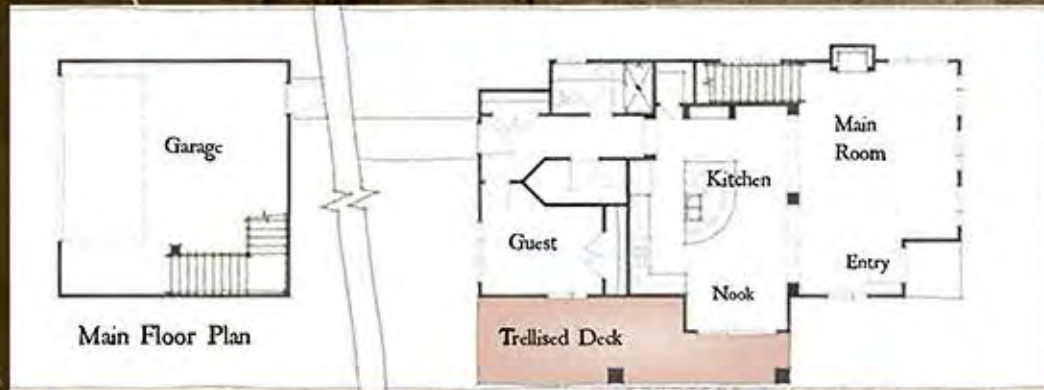 Garage
Main
Room
Kitchen
Guest
Entry
Nook
Main Floor Plan
Trellised Deck